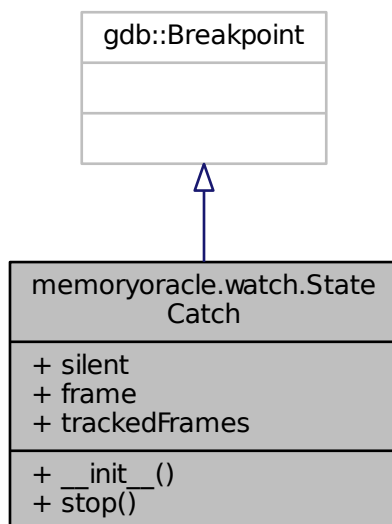 gdb::Breakpoint
memoryoracle.watch.State
Catch
+ silent
+ frame
+ trackedFrames
+ __init__()
+ stop()